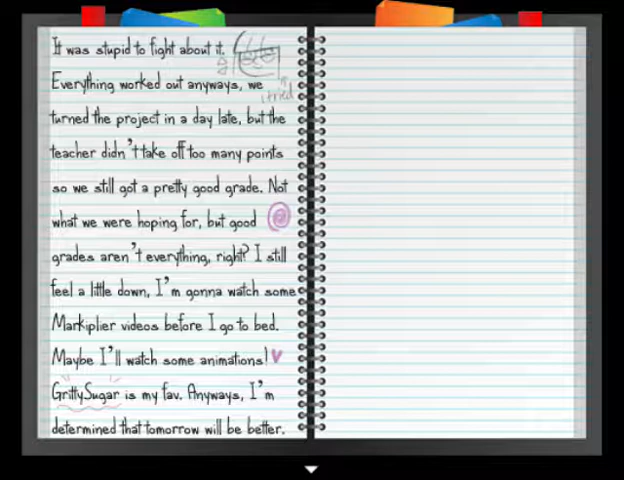 It was stupid to fight about it.
Everything worked out anyways, we
i tried
turned the project in a day late, but the
teacher didn't take off too many points
so we still got a pretty good grade. Not
what we were hoping for, but good
grades aren't everything, right? I still
feel a little down, I'm gonna watch some
Markiplier videos before I go to bed.
Maybe I'll watch some animations!
GrittySugar is my fav. Anyways, I'm
determined that tomorrow will be better.